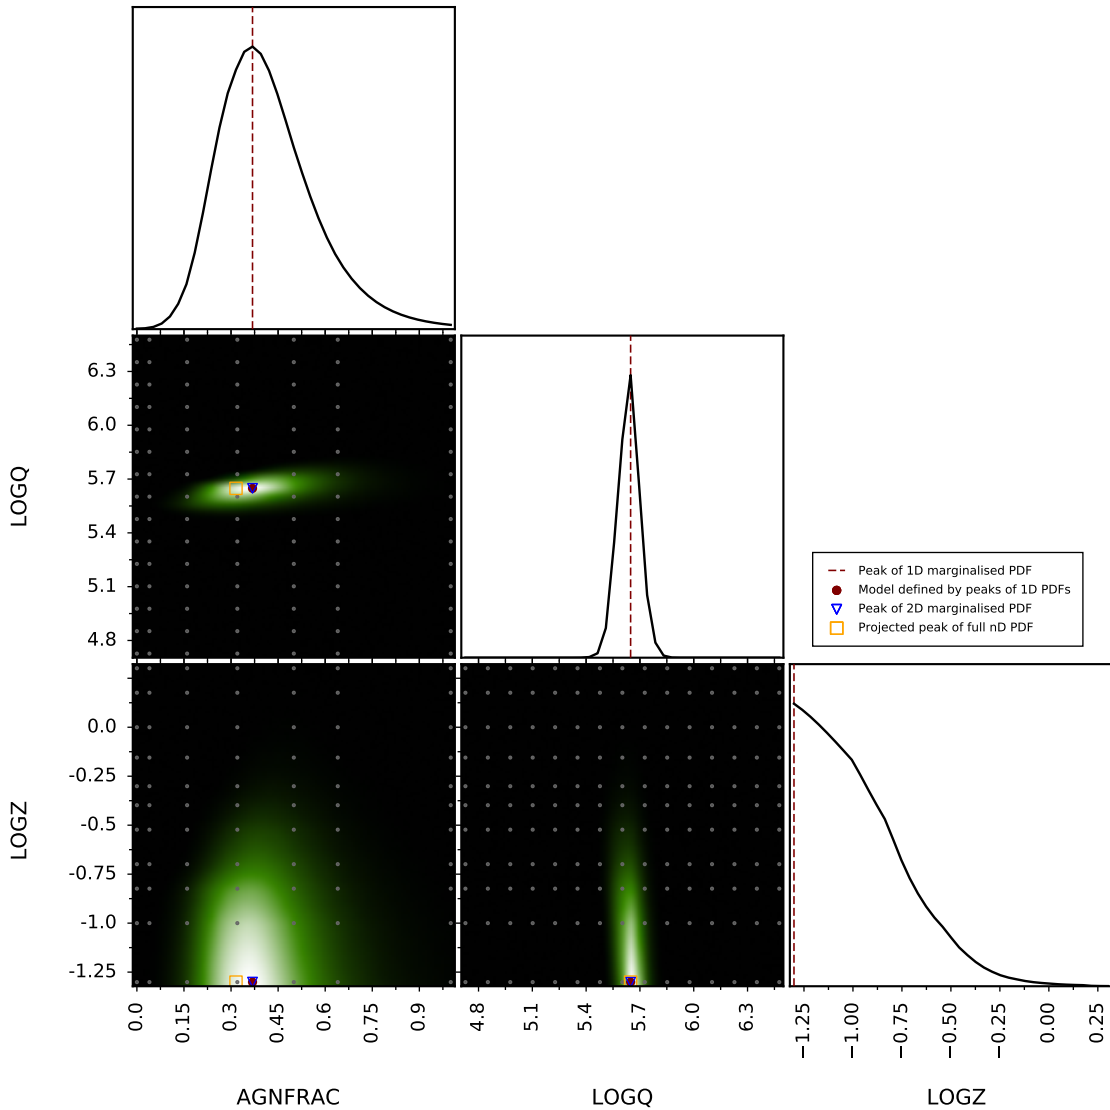 6.3
6.0
5.7
5.4
5.1
4.8
LOGQ
Peak of 1D marginalised PDF
Model defined by peaks of 1D PDFs
Peak of 2D marginalised PDF
Projected peak of full nD PDF
0.0
-0.25
-0.5
-0.75
-1.0
-1.25
LOGZ
0.0 0.15 0.3 0.45 0.6 0.75 0.9
4.8 5.1 5.4 5.7 6.0 6.3
−1.25 −1.00 −0.75 −0.50 −0.25 0.00 0.25
AGNFRAC LOGQ LOGZ